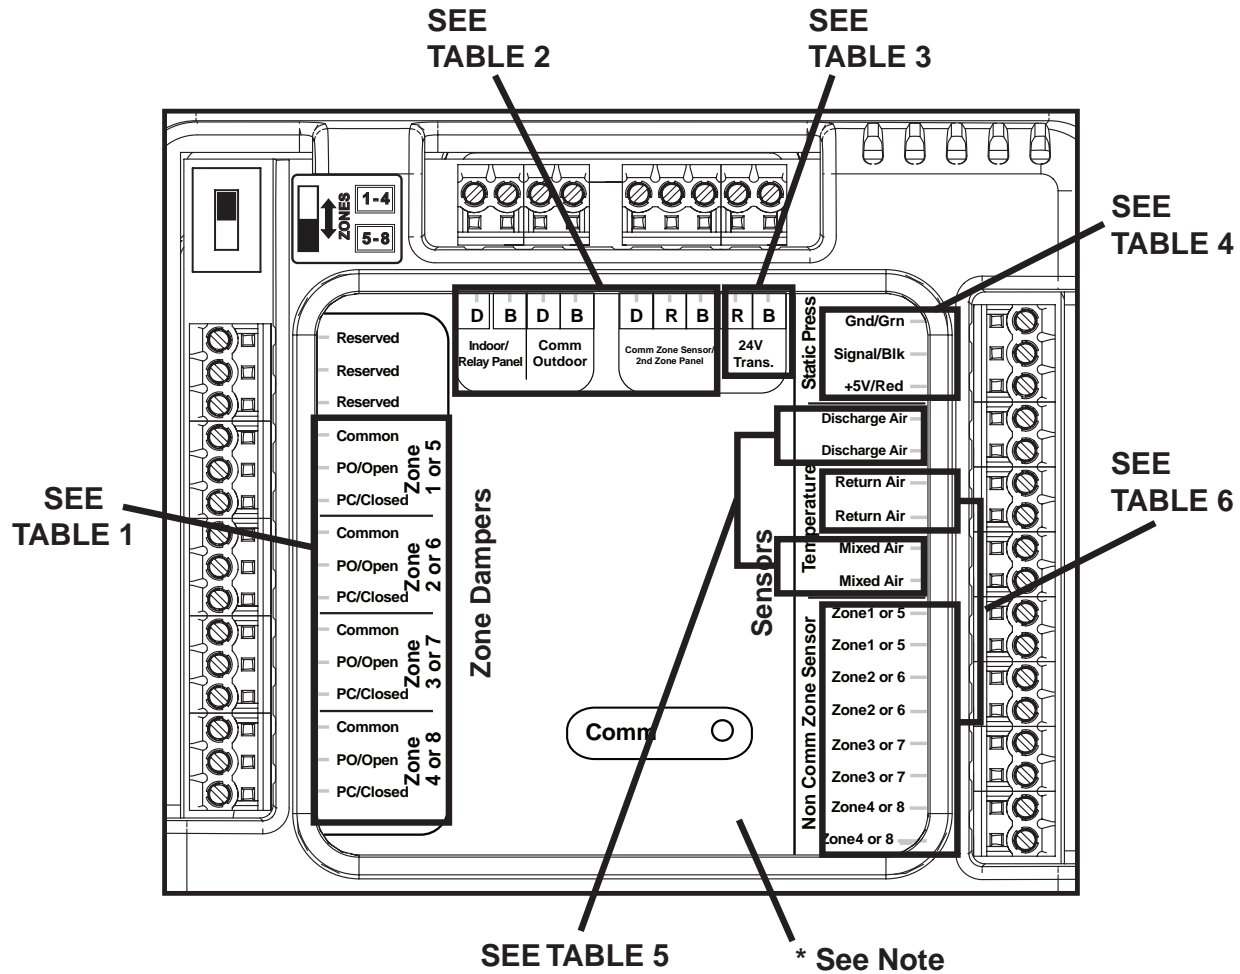 SEE
TABLE 2
SEE
TABLE 3
SEE
TABLE 4
SEE
TABLE 6
SEE
TABLE 1
SEE TABLE 5
* See Note
ZONES
1-4
5-8
D B D B
D R B
R B
Indoor/
Relay Panel
Comm
Outdoor
Comm Zone Sensor/
2nd Zone Panel
24V
Trans.
Reserved
Reserved
Reserved
Common
PO/Open
PC/Closed
Zone
1 or 5
Common
PO/Open
PC/Closed
Zone
2 or 6
Common
PO/Open
PC/Closed
Zone
3 or 7
Common
PO/Open
PC/Closed
Zone
4 or 8
Zone Dampers
Comm
Sensors
Static Press
Gnd/Grn
Signal/Blk
+5V/Red
Temperature
Discharge Air
Discharge Air
Return Air
Return Air
Mixed Air
Mixed Air
Non Comm Zone Sensor
Zone1 or 5
Zone1 or 5
Zone2 or 6
Zone2 or 6
Zone3 or 7
Zone3 or 7
Zone4 or 8
Zone4 or 8